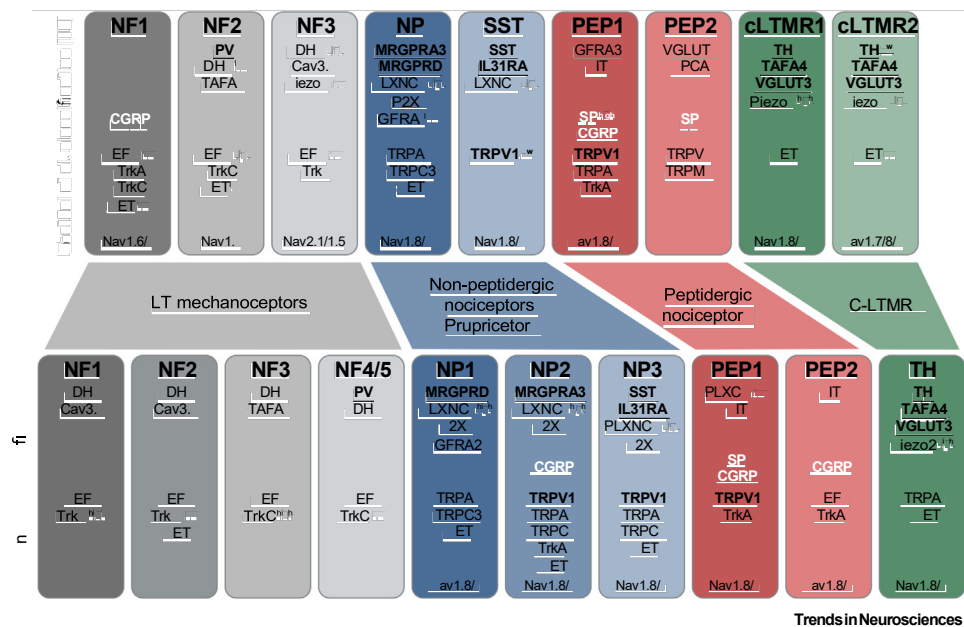 NF1
NF2
NF3
NP
SST
PEP1
PEP2
cLTMR1
cLTMR2
PV
DH
TAFA
DH
Cav3.
iezo
MRGPRA3
MRGPRD
LXNC
P2X
GFRA
SST
IL31RA
LXNC
GFRA3
IT
VGLUT
PCA
TH
TAFA4
VGLUT3
Piezo
TH
TAFA4
VGLUT3
iezo
CGRP
SP
CGRP
SP
EF
TrkA
TrkC
ET
EF
TrkC
ET
EF
Trk
TRPA
TRPC3
ET
TRPV1
TRPV1
TRPA
TrkA
TRPV
TRPM
ET
ET
Nav1.6/
Nav1.
Nav2.1/1.5
Nav1.8/
Nav1.8/
av1.8/
Nav1.8/
av1.7/8/
LT mechanoceptors
Non-peptidergic
nociceptors
Prupricetor
Peptidergic
nociceptor
C-LTMR
NF1
NF2
NF3
NF4/5
NP1
NP2
NP3
PEP1
PEP2
TH
DH
Cav3.
DH
Cav3.
DH
TAFA
PV
DH
MRGPRD
LXNC
2X
GFRA2
MRGPRA3
LXNC
2X
SST
IL31RA
PLXNC
2X
PLXC
IT
IT
TH
TAFA4
VGLUT3
iezo2
CGRP
SP
CGRP
CGRP
EF
Trk
EF
Trk
ET
EF
TrkC
EF
TrkC
TRPA
TRPC3
ET
TRPV1
TRPA
TRPC
TrkA
ET
TRPV1
TRPA
TRPC
ET
TRPV1
TrkA
EF
TrkA
TRPA
ET
av1.8/
Nav1.8/
Nav1.8/
Nav1.8/
av1.8/
Nav1.8/
fi
n
Trends in Neurosciences